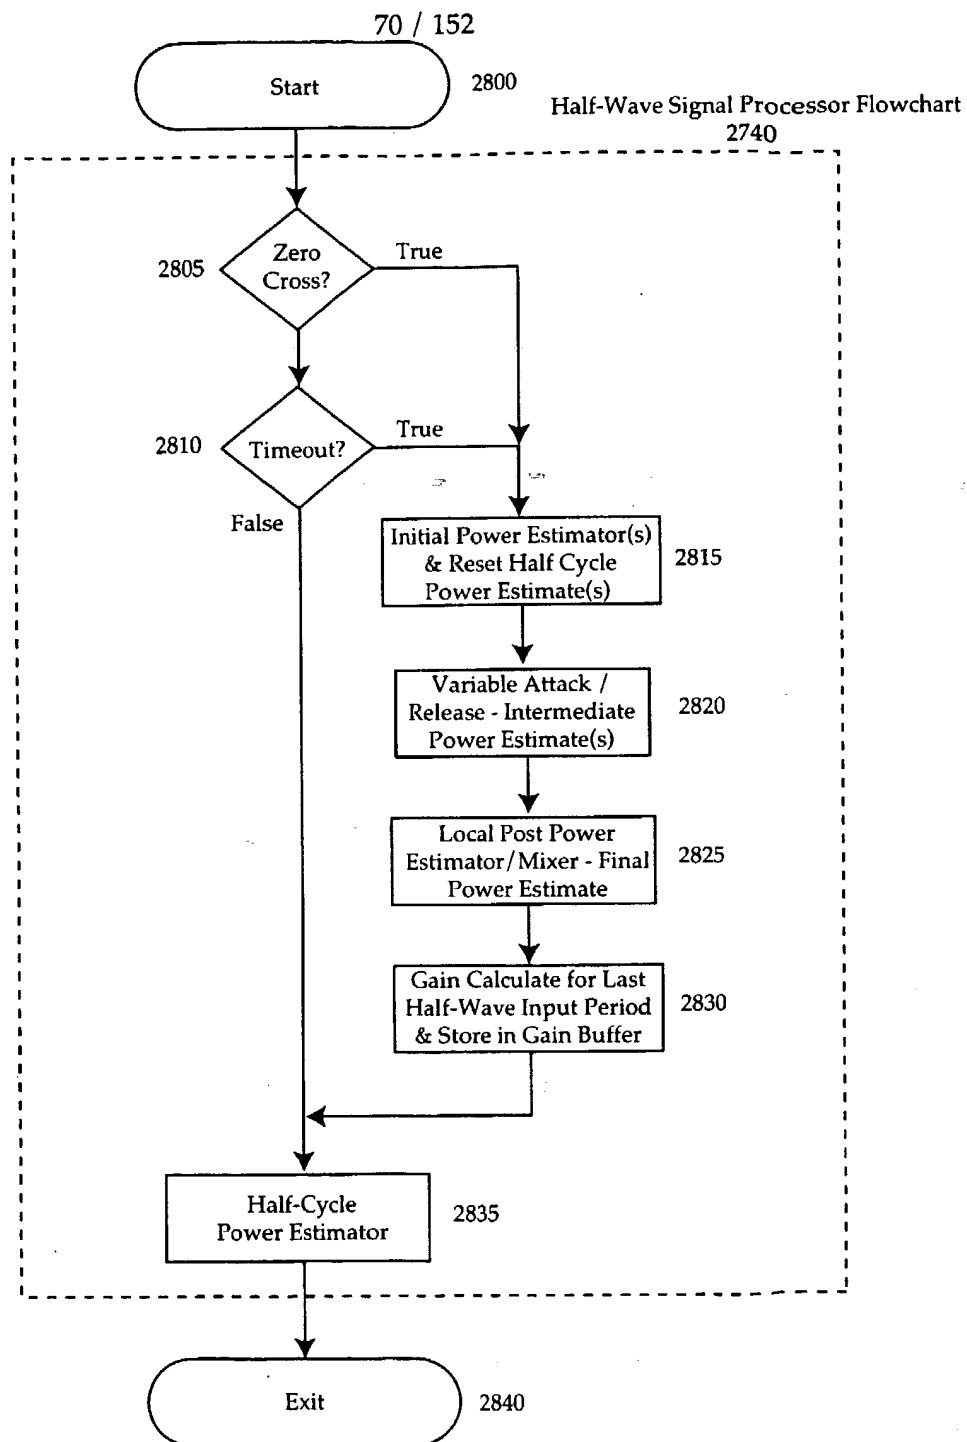 70 / 152
Start
2800
Half-Wave Signal Processor Flowchart
2740
Zero
Cross?
2805
True
Timeout?
2810
True
False
Initial Power Estimator(s)
& Reset Half Cycle
Power Estimate(s)
2815
Variable Attack /
Release - Intermediate
Power Estimate(s)
2820
Local Post Power
Estimator/Mixer - Final
Power Estimate
2825
Gain Calculate for Last
Half-Wave Input Period
& Store in Gain Buffer
2830
Half-Cycle
Power Estimator
2835
Exit
2840